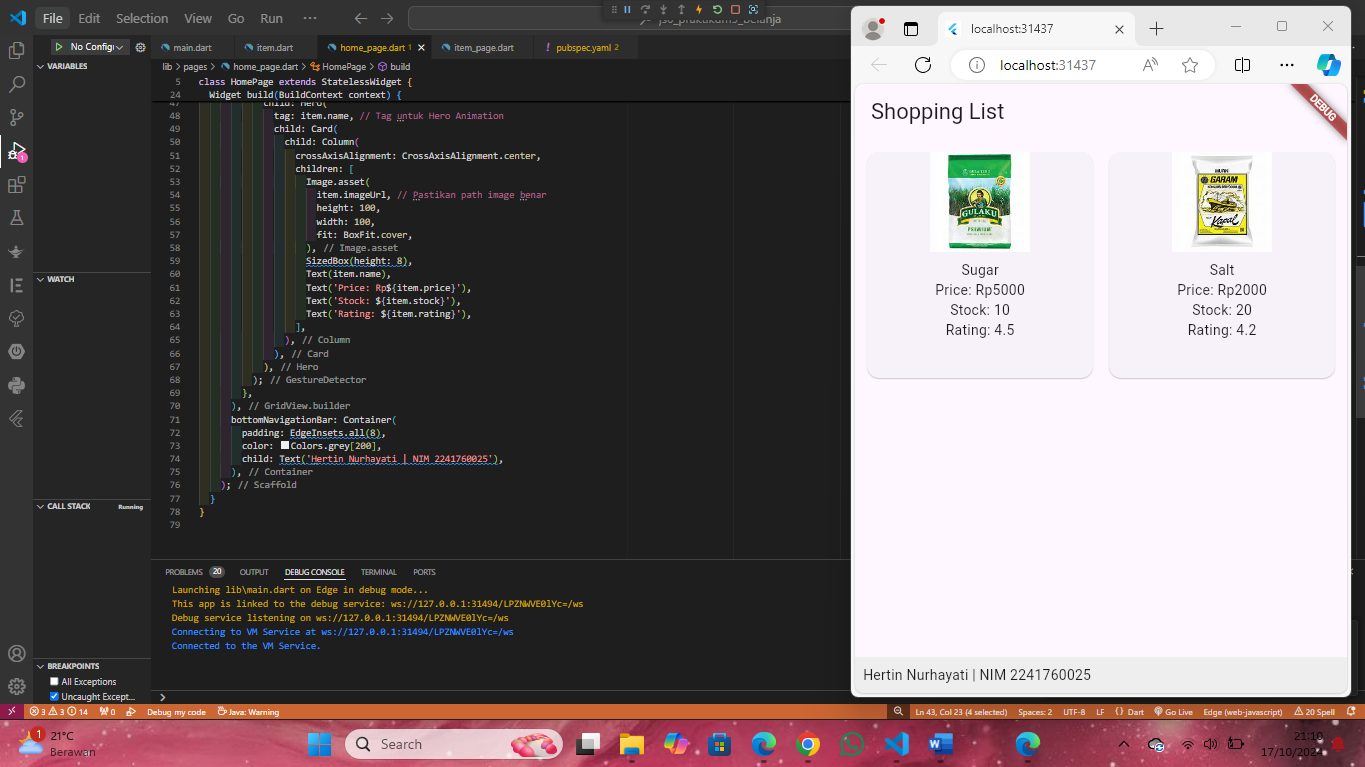 File Edit Selection View Go Run ···
No Config
main.dart item.dart home_page.dart 1 item_page.dart pubspec.yaml 2
lib > pages > home_page.dart > HomePage > build
VARIABLES
WATCH
CALL STACK Running
BREAKPOINTS
All Exceptions
Uncaught Except...
5 class HomePage extends StatelessWidget {
24 Widget build(BuildContext context) {
47 child: Hero(
48 tag: item.name, // Tag untuk Hero Animation
49 child: Card(
50 child: Column(
51 crossAxisAlignment: CrossAxisAlignment.center,
52 children: [
53 Image.asset(
54 item.imageUrl, // Pastikan path image benar
55 height: 100,
56 width: 100,
57 fit: BoxFit.cover,
58 ), // Image.asset
59 SizedBox(height: 8),
60 Text(item.name),
61 Text('Price: Rp${item.price}'),
62 Text('Stock: ${item.stock}'),
63 Text('Rating: ${item.rating}'),
64 ],
65 ), // Column
66 ), // Card
67 ), // Hero
68 ); // GestureDetector
69 },
70 ), // GridView.builder
71 bottomNavigationBar: Container(
72 padding: EdgeInsets.all(8),
73 color: Colors.grey[200],
74 child: Text('Hertin Nurhayati | NIM 2241760025'),
75 ), // Container
76 ); // Scaffold
77 }
78 }
79
PROBLEMS 20 OUTPUT DEBUG CONSOLE TERMINAL PORTS
Launching lib\main.dart on Edge in debug mode...
This app is linked to the debug service: ws://127.0.0.1:31494/LPZNWVE0lYc=/ws
Debug service listening on ws://127.0.0.1:31494/LPZNWVE0lYc=/ws
Connecting to VM Service at ws://127.0.0.1:31494/LPZNWVE0lYc=/ws
Connected to the VM Service.
localhost:31437
localhost:31437
Shopping List
DEBUG
GULAKU
PREMIUM
GARAM
Kapal
Sugar
Price: Rp5000
Stock: 10
Rating: 4.5
Salt
Price: Rp2000
Stock: 20
Rating: 4.2
Hertin Nurhayati | NIM 2241760025
3 3 14 0 Debug my code Java: Warning
Ln 43, Col 23 (4 selected) Spaces: 2 UTF-8 LF {} Dart Go Live Edge (web-javascript) 20 Spell
1
21°C
Berawan
Search
21:10
17/10/2024